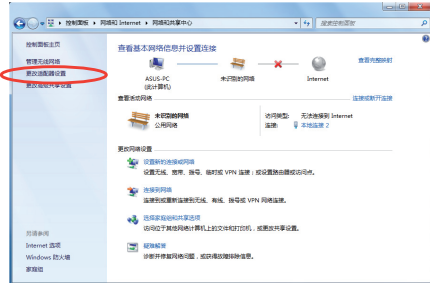 控制面板 ▸ 网络和 Internet ▸ 网络和共享中心
搜索控制面板
控制面板主页
管理无线网络
更改适配器设置
更改高级共享设置
查看基本网络信息并设置连接
查看完整映射
ASUS-PC
(此计算机)
未识别的网络
Internet
查看活动网络
连接或断开连接
未识别的网络
公用网络
访问类型: 无法连接到 Internet
连接: 本地连接 2
更改网络设置
设置新的连接或网络
设置无线、宽带、拨号、临时或 VPN 连接；或设置路由器或访问点。
连接到网络
连接到或重新连接到无线、有线、拨号或 VPN 网络连接。
选择家庭组和共享选项
访问位于其他网络计算机上的文件和打印机，或更改共享设置。
疑难解答
诊断并修复网络问题，或获得故障排除信息。
另请参阅
Internet 选项
Windows 防火墙
家庭组